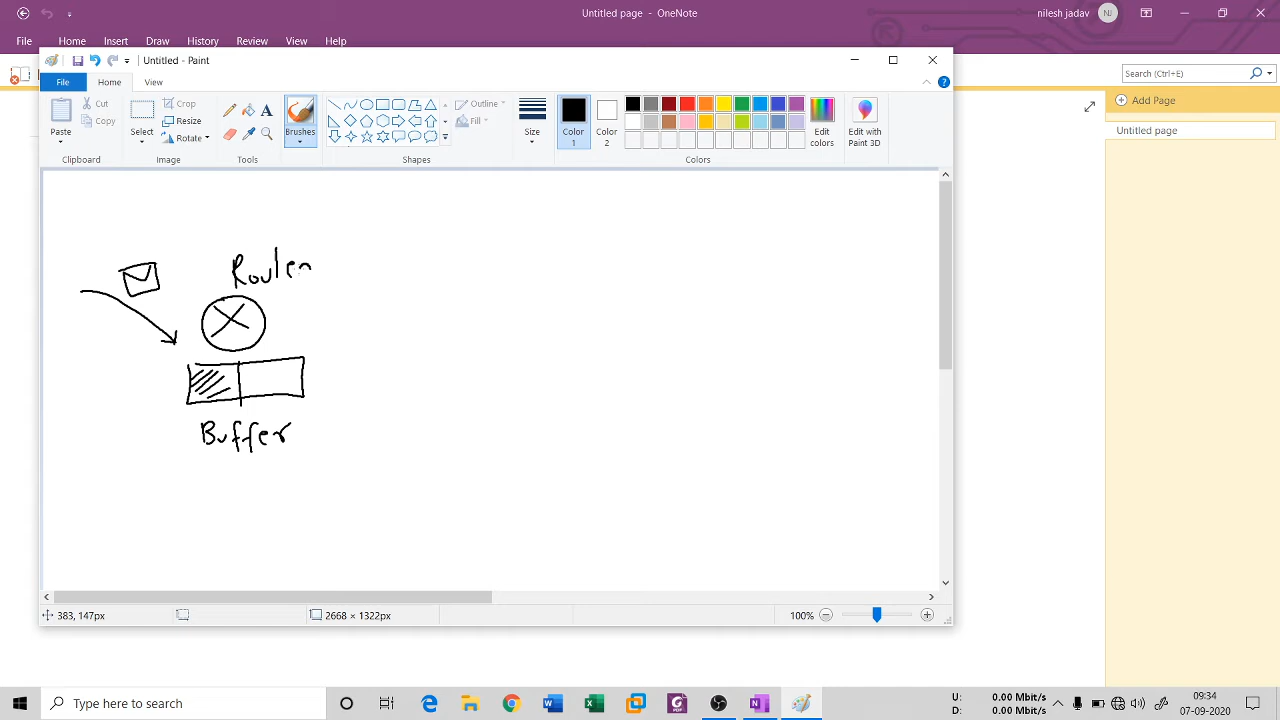 Untitled page - OneNote
nilesh jadav
NJ
File Home Insert Draw History Review View Help
Untitled - Paint
Search (Ctrl+E)
File Home View
Add Page
Untitled page
Paste
Cut
Copy
Clipboard
Select
Crop
Resize
Rotate
Image
A
Tools
Brushes
Shapes
Outline
Fill
Size
Color 1
Color 2
Colors
Edit colors
Edit with Paint 3D
Router
Buffer
383, 147px
2668 × 1322px
100%
Type here to search
U: 0.00 Mbit/s
D: 0.00 Mbit/s
09:34
07-09-2020